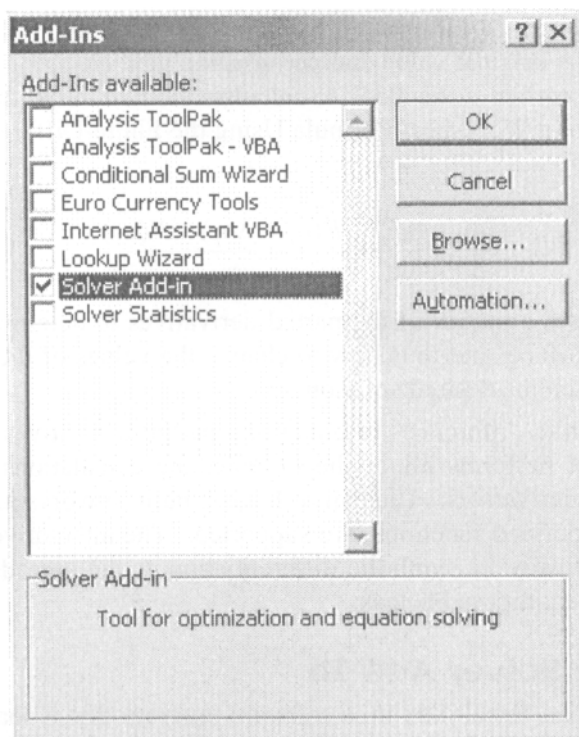 Add-Ins
Add-Ins available:
Analysis ToolPak
Analysis ToolPak - VBA
Conditional Sum Wizard
Euro Currency Tools
Internet Assistant VBA
Lookup Wizard
Solver Add-in
Solver Statistics
OK
Cancel
Browse...
Automation...
Solver Add-in
Tool for optimization and equation solving